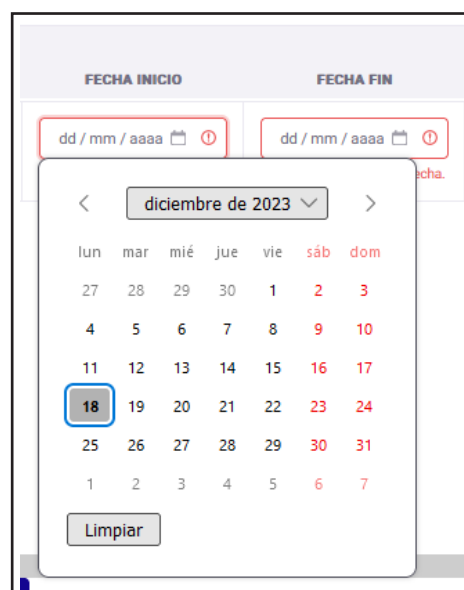 FECHA INICIO FECHA FIN
dd / mm / aaaa dd / mm / aaaa
echa.
diciembre de 2023
lun mar mié jue vie sáb dom
27 28 29 30 1 2 3
4 5 6 7 8 9 10
11 12 13 14 15 16 17
18 19 20 21 22 23 24
25 26 27 28 29 30 31
1 2 3 4 5 6 7
Limpiar